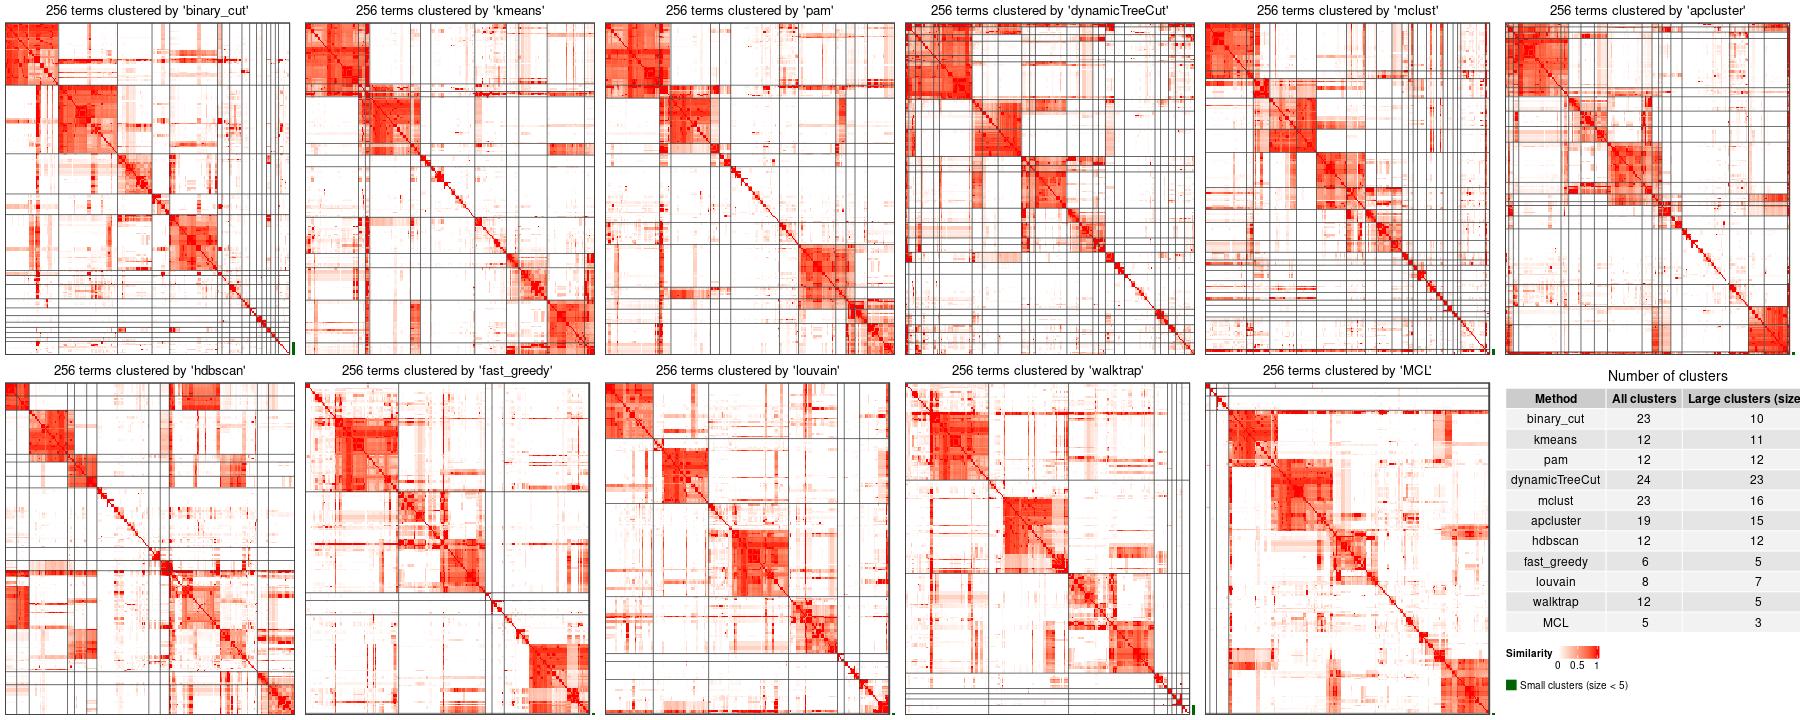 256 terms clustered by 'binary_cut'
256 terms clustered by 'kmeans'
256 terms clustered by 'pam'
256 terms clustered by 'dynamicTreeCut'
256 terms clustered by 'mclust'
256 terms clustered by 'apcluster'
256 terms clustered by 'hdbscan'
256 terms clustered by 'fast_greedy'
256 terms clustered by 'louvain'
256 terms clustered by 'walktrap'
256 terms clustered by 'MCL'
Number of clusters
Method All clusters Large clusters (size
binary_cut 23 10
kmeans 12 11
pam 12 12
dynamicTreeCut 24 23
mclust 23 16
apcluster 19 15
hdbscan 12 12
fast_greedy 6 5
louvain 8 7
walktrap 12 5
MCL 5 3
Similarity
0 0.5 1
Small clusters (size < 5)